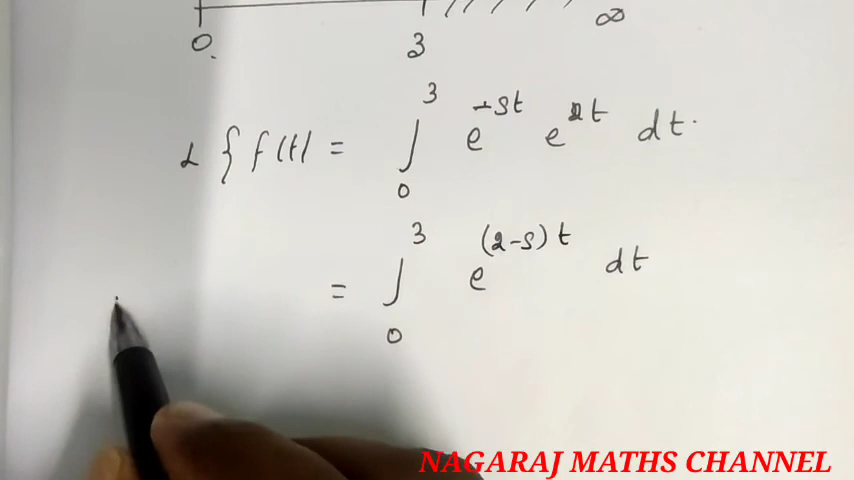 0. 3 ∞
L { f(t) = ∫₀³ e^{-st} e^{2t} dt.
= ∫₀³ e^{(2-s)t} dt
NAGARAJ MATHS CHANNEL